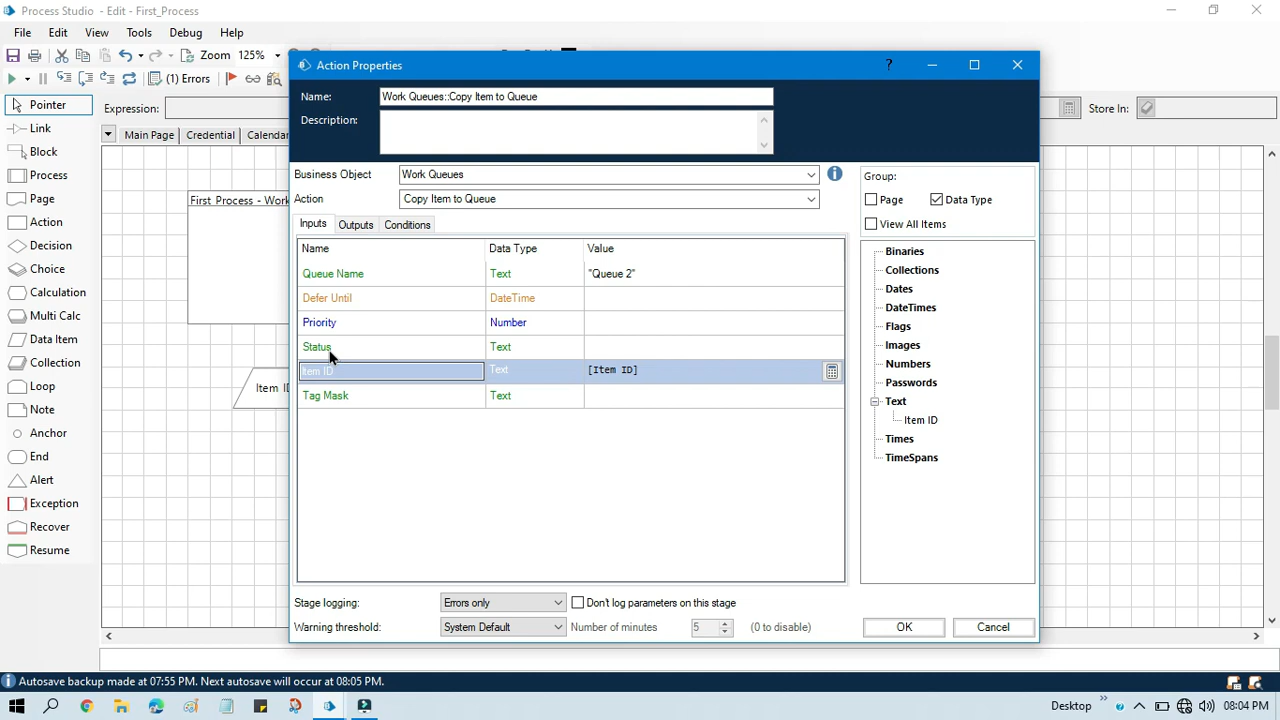 Process Studio - Edit - First_Process
File Edit View Tools Debug Help
Zoom 125%
(1) Errors
Expression:
Store In:
Pointer
Link
Block
Process
Page
Action
Decision
Choice
Calculation
Multi Calc
Data Item
Collection
Loop
Note
Anchor
End
Alert
Exception
Recover
Resume
Main Page Credential Calendar
First Process - Work
Item ID
Action Properties
?
Name: Work Queues::Copy Item to Queue
Description:
Business Object Work Queues
Action Copy Item to Queue
Inputs Outputs Conditions
Name Data Type Value
Queue Name Text "Queue 2"
Defer Until DateTime
Priority Number
Status Text
Item ID Text [Item ID]
Tag Mask Text
Group:
Page Data Type
View All Items
Binaries
Collections
Dates
DateTimes
Flags
Images
Numbers
Passwords
Text
Item ID
Times
TimeSpans
Stage logging: Errors only Don't log parameters on this stage
Warning threshold: System Default Number of minutes 5 (0 to disable)
OK Cancel
Autosave backup made at 07:55 PM. Next autosave will occur at 08:05 PM.
Desktop 08:04 PM